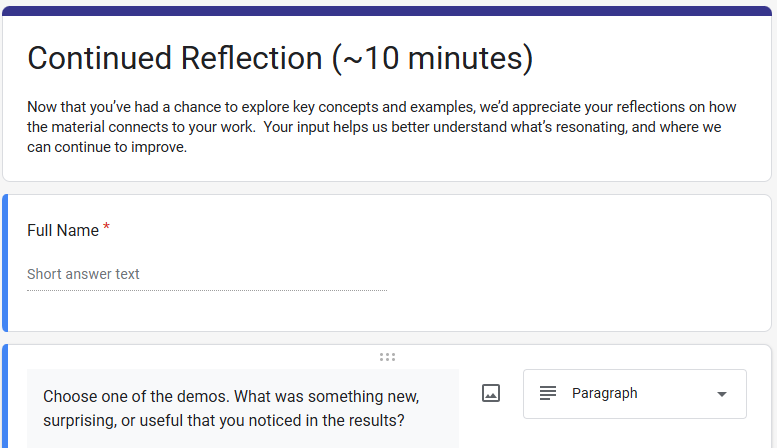 Continued Reflection (~10 minutes)
Now that you've had a chance to explore key concepts and examples, we'd appreciate your reflections on how
the material connects to your work.  Your input helps us better understand what's resonating, and where we
can continue to improve.
Full Name *
Short answer text
Choose one of the demos. What was something new,
surprising, or useful that you noticed in the results?
Paragraph